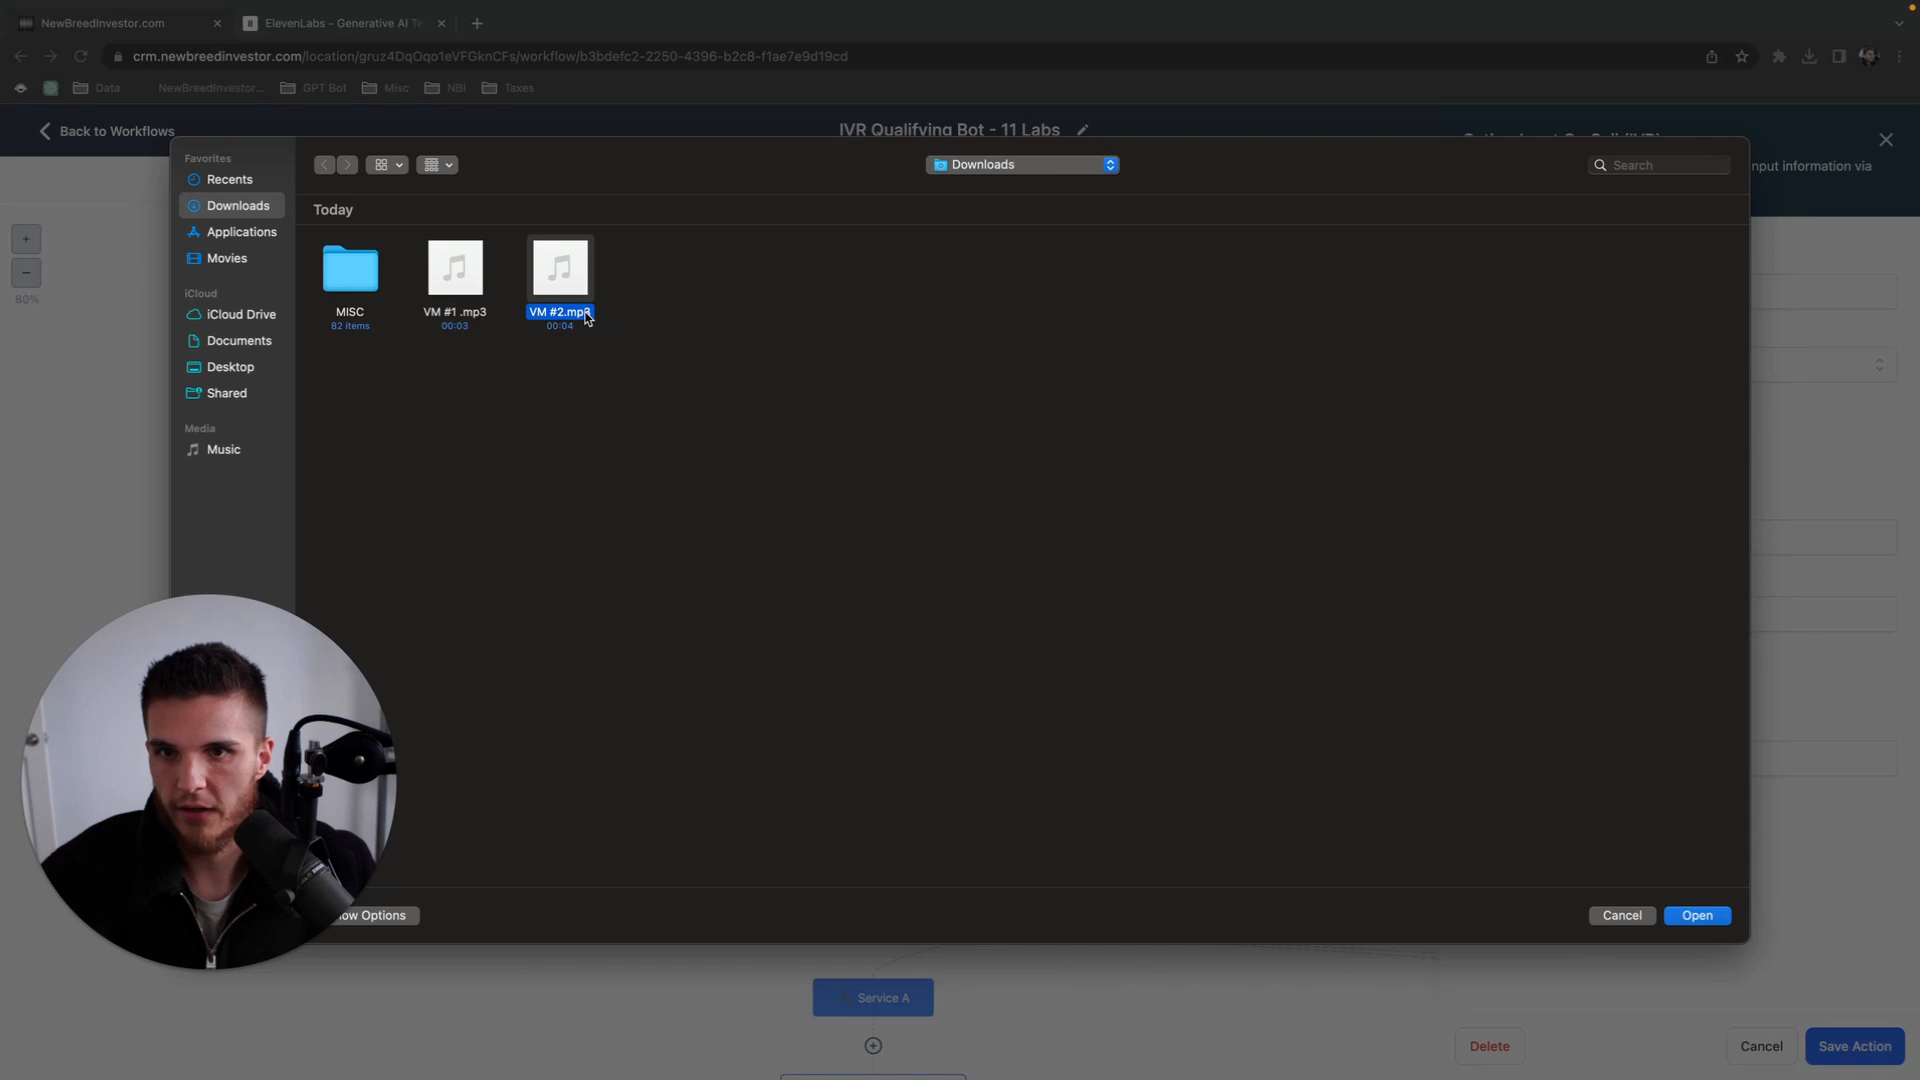 NewBreedInvestor.com
ElevenLabs - Generative AI Te
crm.newbreedinvestor.com/location/gruz4DqOqo1eVFGknCFs/workflow/b3bdefc2-2250-4396-b2c8-f1ae7e9d19cd
Data
NewBreedInvestor...
GPT Bot
Misc
NBI
Taxes
Back to Workflows
IVR Qualifying Bot - 11 Labs
nput information via
80%
Favorites
Recents
Downloads
Applications
Movies
iCloud
iCloud Drive
Documents
Desktop
Shared
Media
Music
Downloads
Search
Today
MISC
82 items
VM #1 .mp3
00:03
VM #2.mp3
00:04
ow Options
Cancel
Open
Service A
Delete
Cancel
Save Action